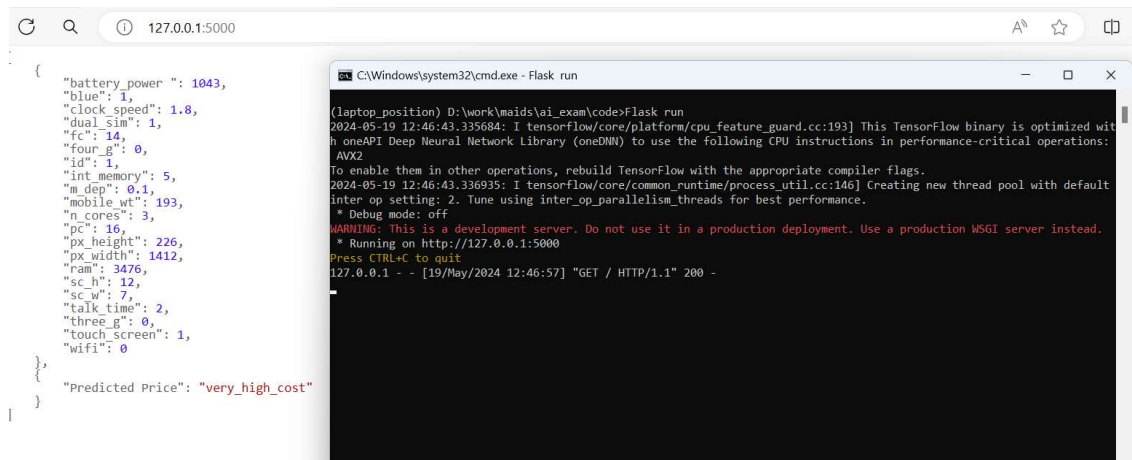 127.0.0.1:5000
[
{
"battery_power ": 1043,
"blue": 1,
"clock_speed": 1.8,
"dual_sim": 1,
"fc": 14,
"four_g": 0,
"id": 1,
"int_memory": 5,
"m_dep": 0.1,
"mobile_wt": 193,
"n_cores": 3,
"pc": 16,
"px_height": 226,
"px_width": 1412,
"ram": 3476,
"sc_h": 12,
"sc_w": 7,
"talk_time": 2,
"three_g": 0,
"touch_screen": 1,
"wifi": 0
},
{
"Predicted Price": "very_high_cost"
}
]
C:\Windows\system32\cmd.exe - Flask run
(laptop_position) D:\work\maids\ai_exam\code>Flask run
2024-05-19 12:46:43.335684: I tensorflow/core/platform/cpu_feature_guard.cc:193] This TensorFlow binary is optimized wit
h oneAPI Deep Neural Network Library (oneDNN) to use the following CPU instructions in performance-critical operations:
AVX2
To enable them in other operations, rebuild TensorFlow with the appropriate compiler flags.
2024-05-19 12:46:43.336935: I tensorflow/core/common_runtime/process_util.cc:146] Creating new thread pool with default
inter op setting: 2. Tune using inter_op_parallelism_threads for best performance.
* Debug mode: off
WARNING: This is a development server. Do not use it in a production deployment. Use a production WSGI server instead.
* Running on http://127.0.0.1:5000
Press CTRL+C to quit
127.0.0.1 - - [19/May/2024 12:46:57] "GET / HTTP/1.1" 200 -